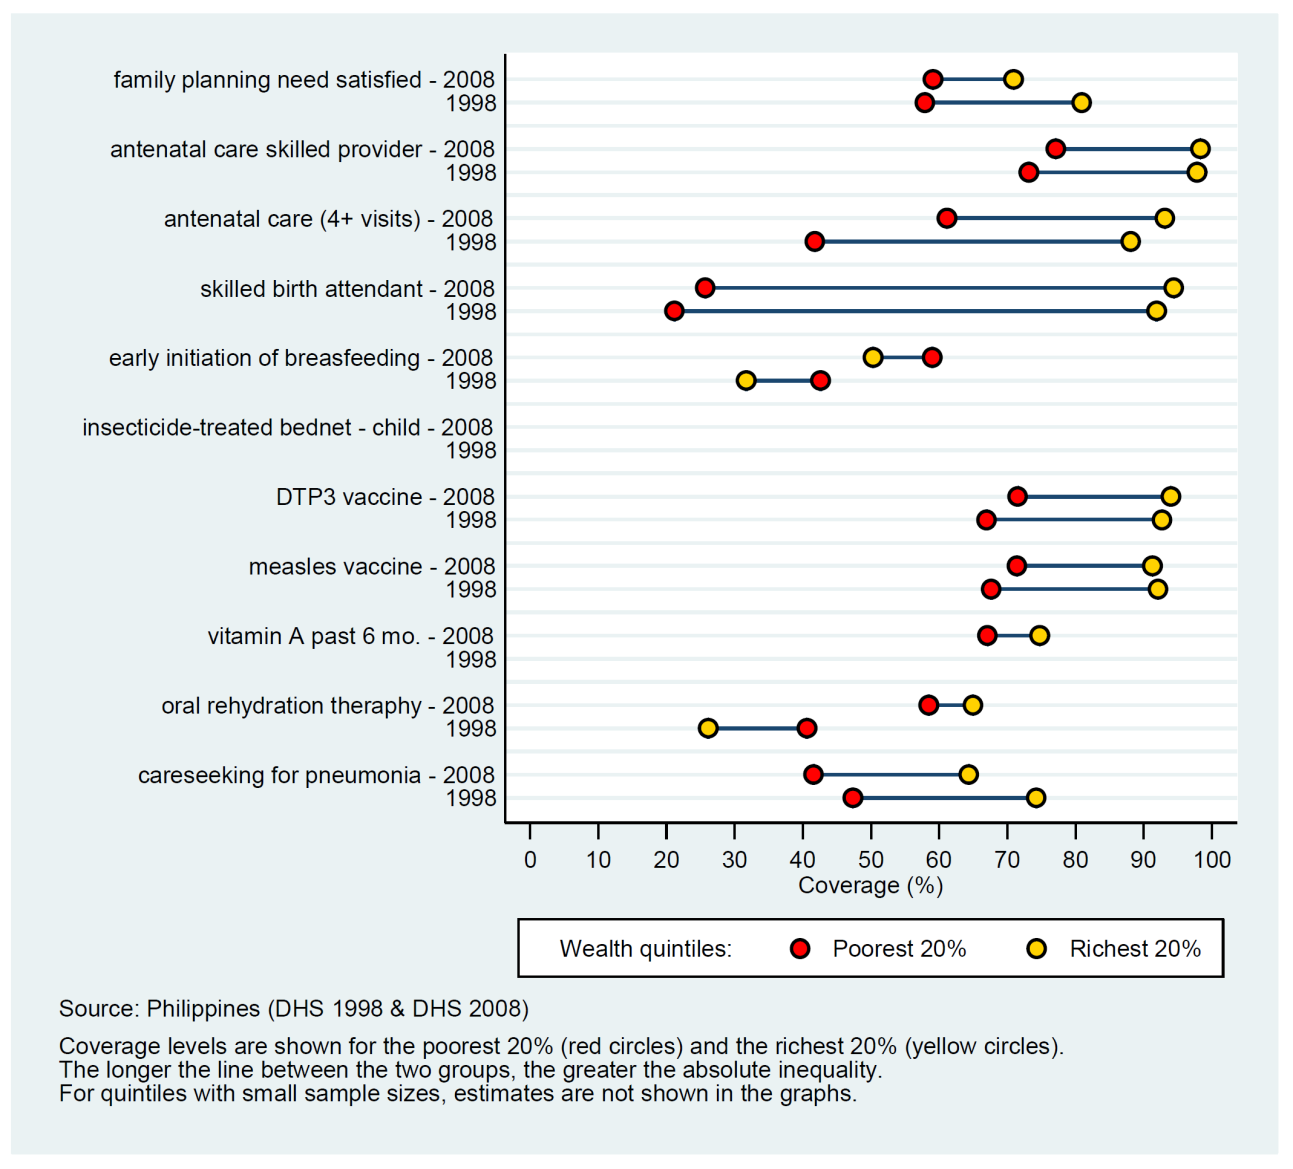 family planning need satisfied - 2008
1998
antenatal care skilled provider - 2008
1998
antenatal care (4+ visits) - 2008
1998
skilled birth attendant - 2008
1998
early initiation of breasfeeding - 2008
1998
insecticide-treated bednet - child - 2008
1998
DTP3 vaccine - 2008
1998
measles vaccine - 2008
1998
vitamin A past 6 mo. - 2008
1998
oral rehydration theraphy - 2008
1998
careseeking for pneumonia - 2008
1998
0 10 20 30 40 50 60 70 80 90 100
Coverage (%)
Wealth quintiles: Poorest 20% Richest 20%
Source: Philippines (DHS 1998 & DHS 2008)
Coverage levels are shown for the poorest 20% (red circles) and the richest 20% (yellow circles).
The longer the line between the two groups, the greater the absolute inequality.
For quintiles with small sample sizes, estimates are not shown in the graphs.